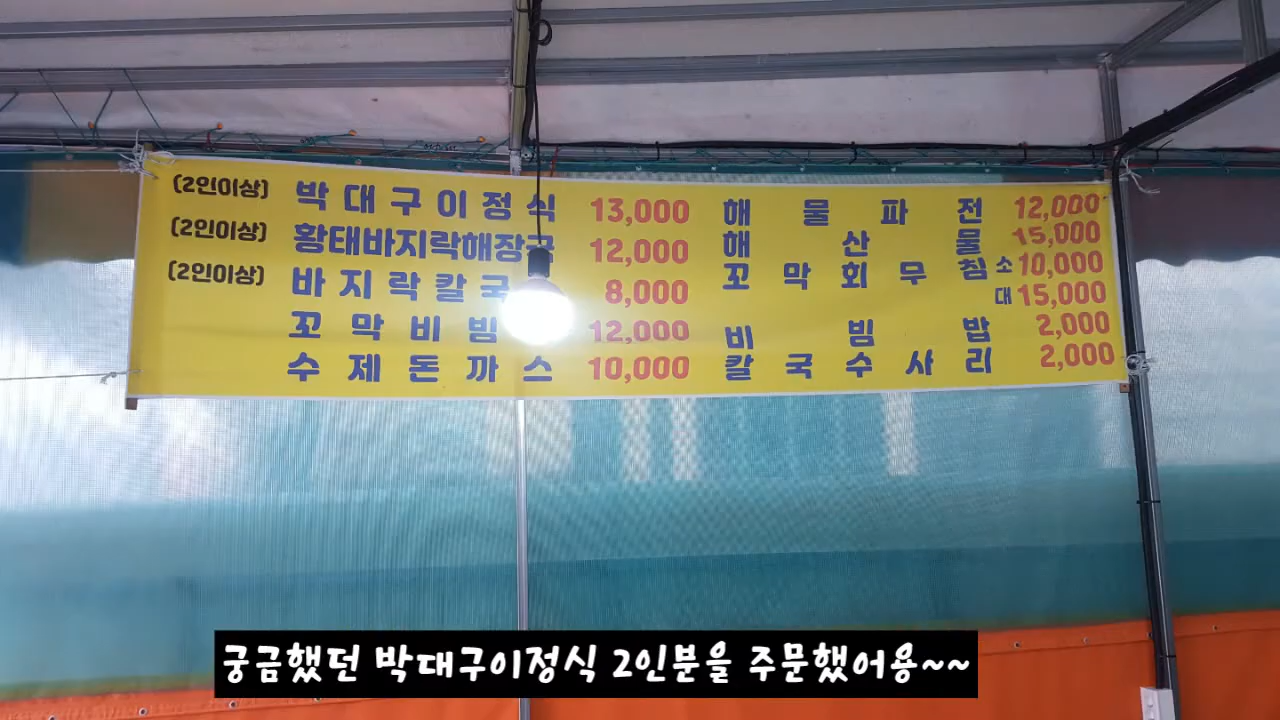 (2인이상) 박대구이정식 13,000
(2인이상) 황태바지락해장국 12,000
(2인이상) 바지락칼국 8,000
꼬막비빔 12,000
수제돈까스 10,000
해물파전 12,000
해산물 15,000
꼬막회무침 소 10,000
대 15,000
비빔밥 2,000
칼국수사리 2,000
궁금했던 박대구이정식 2인분을 주문했어용~~